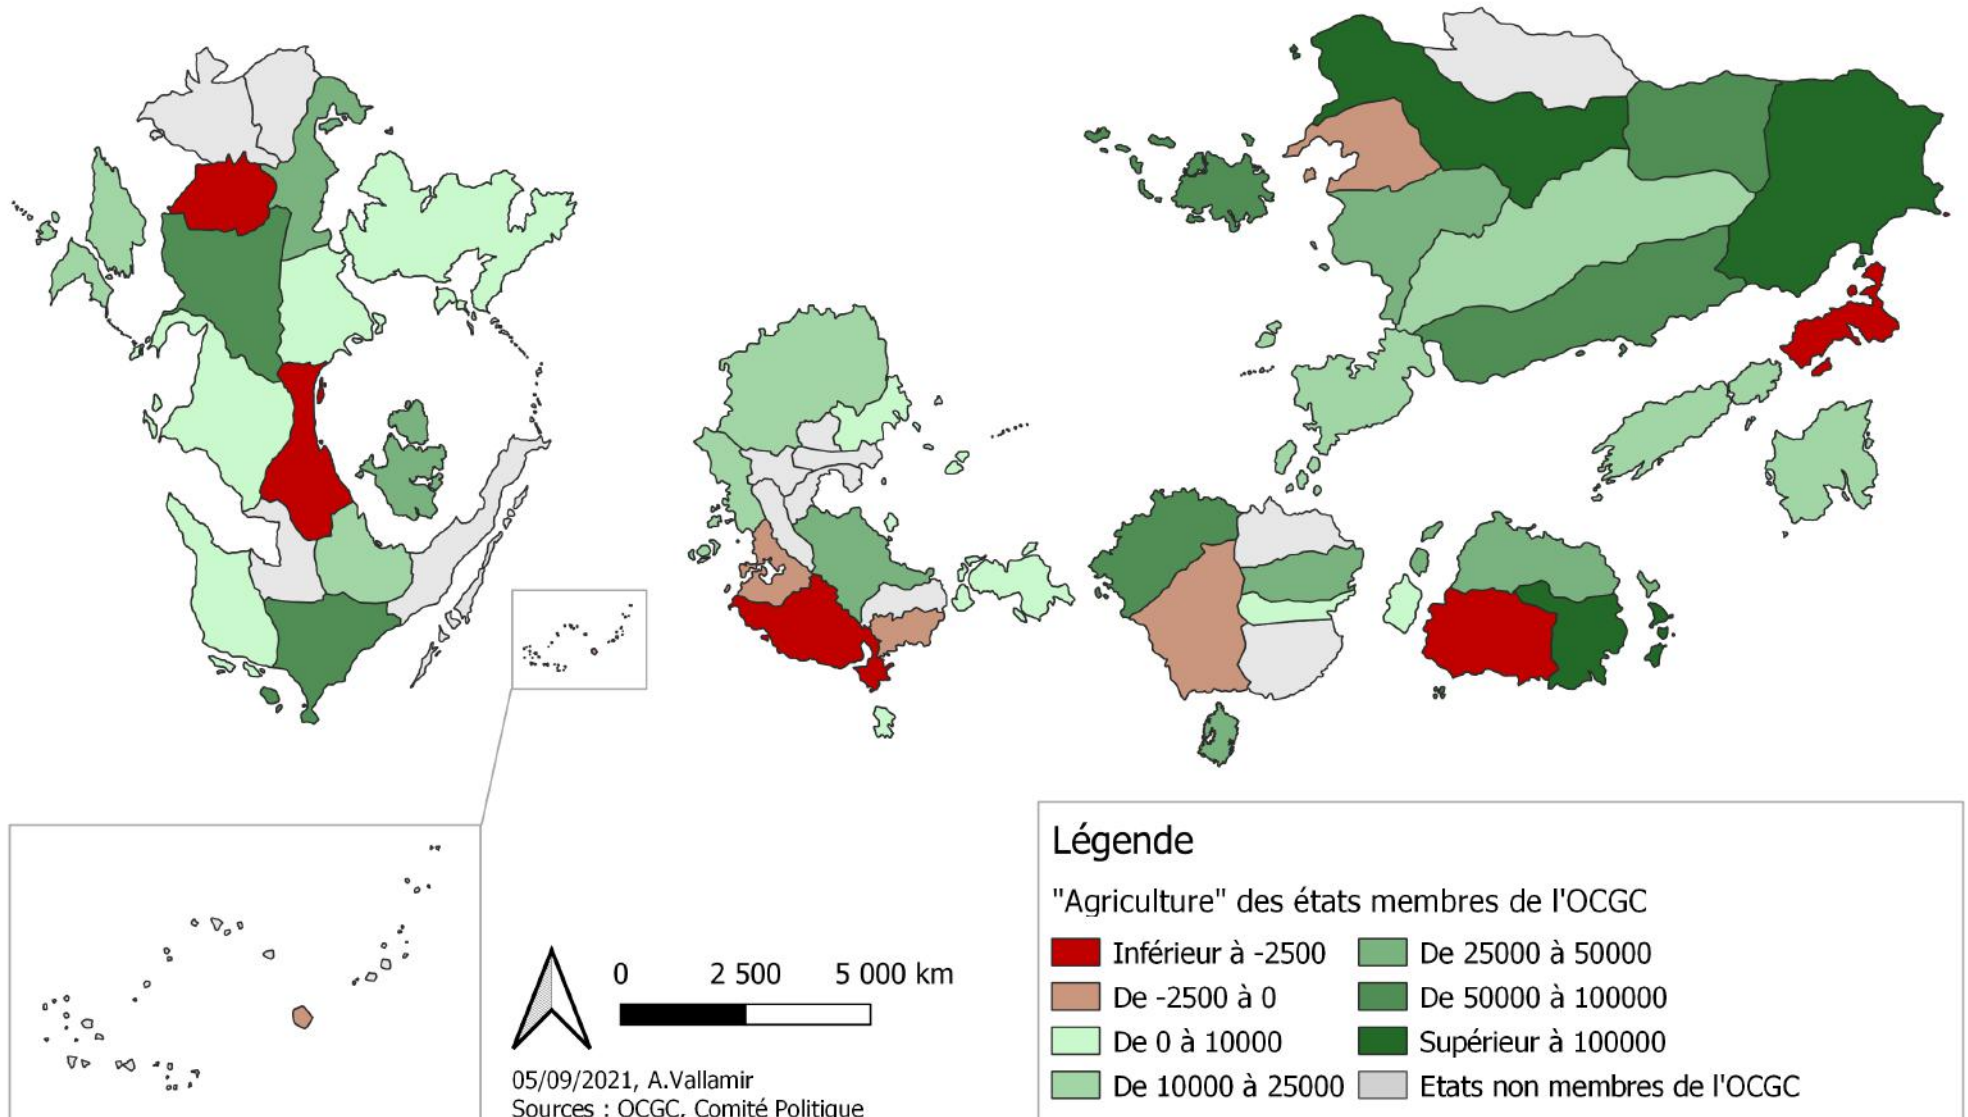 Légende
"Agriculture" des états membres de l'OCGC
Inférieur à -2500
De -2500 à 0
De 0 à 10000
De 10000 à 25000
De 25000 à 50000
De 50000 à 100000
Supérieur à 100000
Etats non membres de l'OCGC
0 2 500 5 000 km
05/09/2021, A.Vallamir
Sources : OCGC, Comité Politique